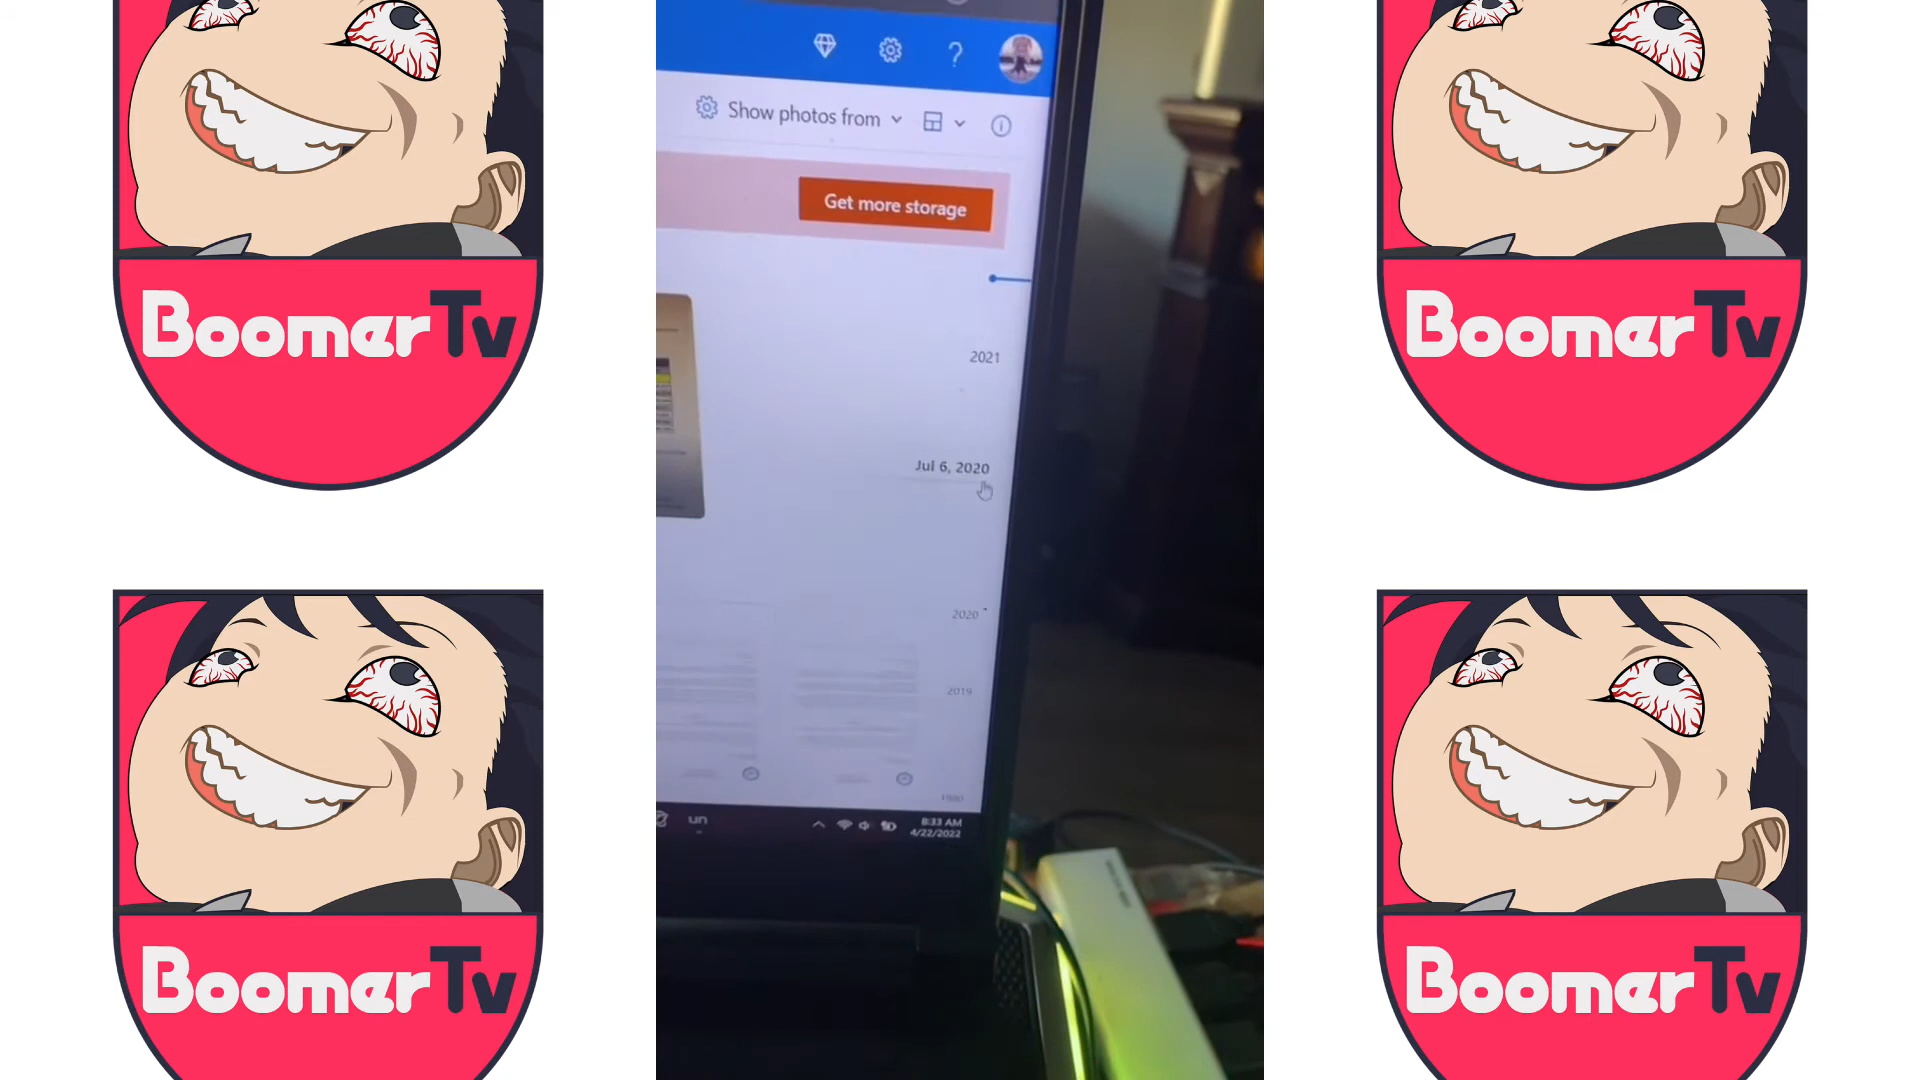 Show photos from
Get more storage
2021
Jul 6, 2020
2020
2019
un
8:33 AM
4/22/2022
BoomerTv
BoomerTv
BoomerTv
BoomerTv